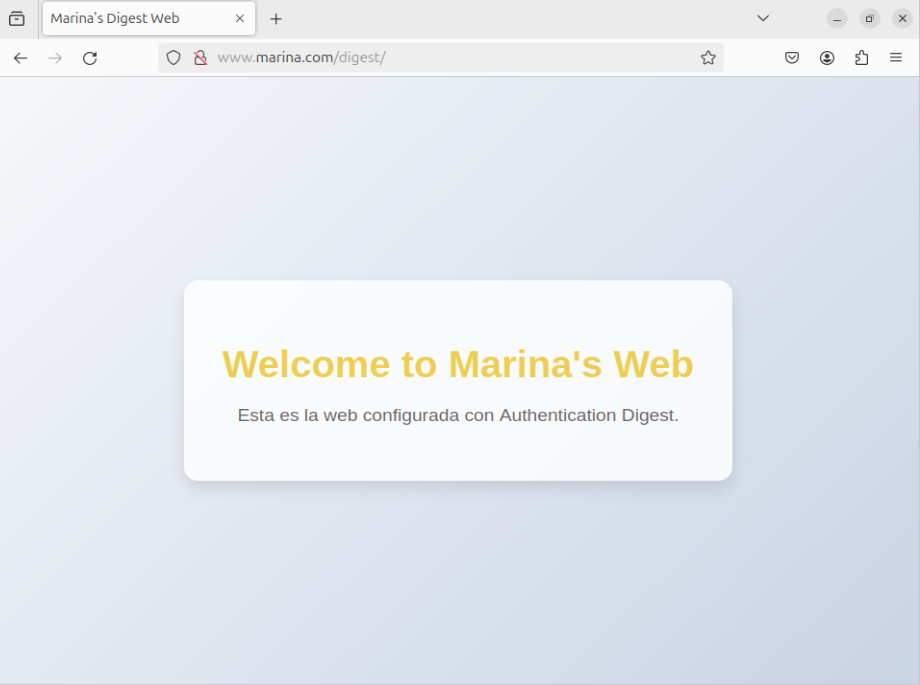 Marina's Digest Web
www.marina.com/digest/
Welcome to Marina's Web
Esta es la web configurada con Authentication Digest.